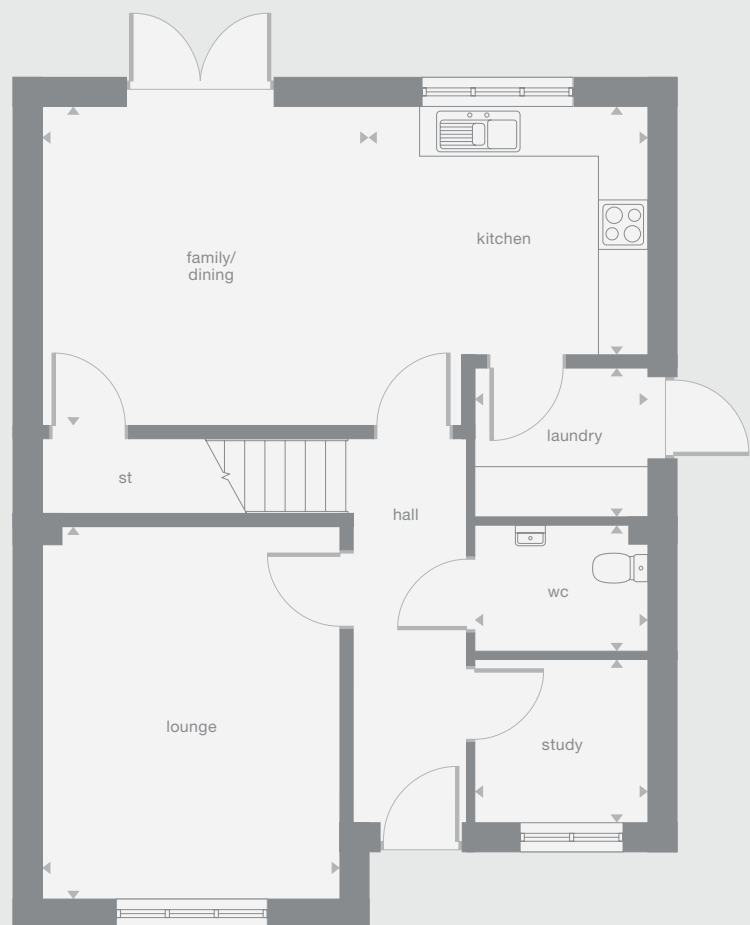 kitchen
family/
dining
laundry
st
hall
wc
lounge
study